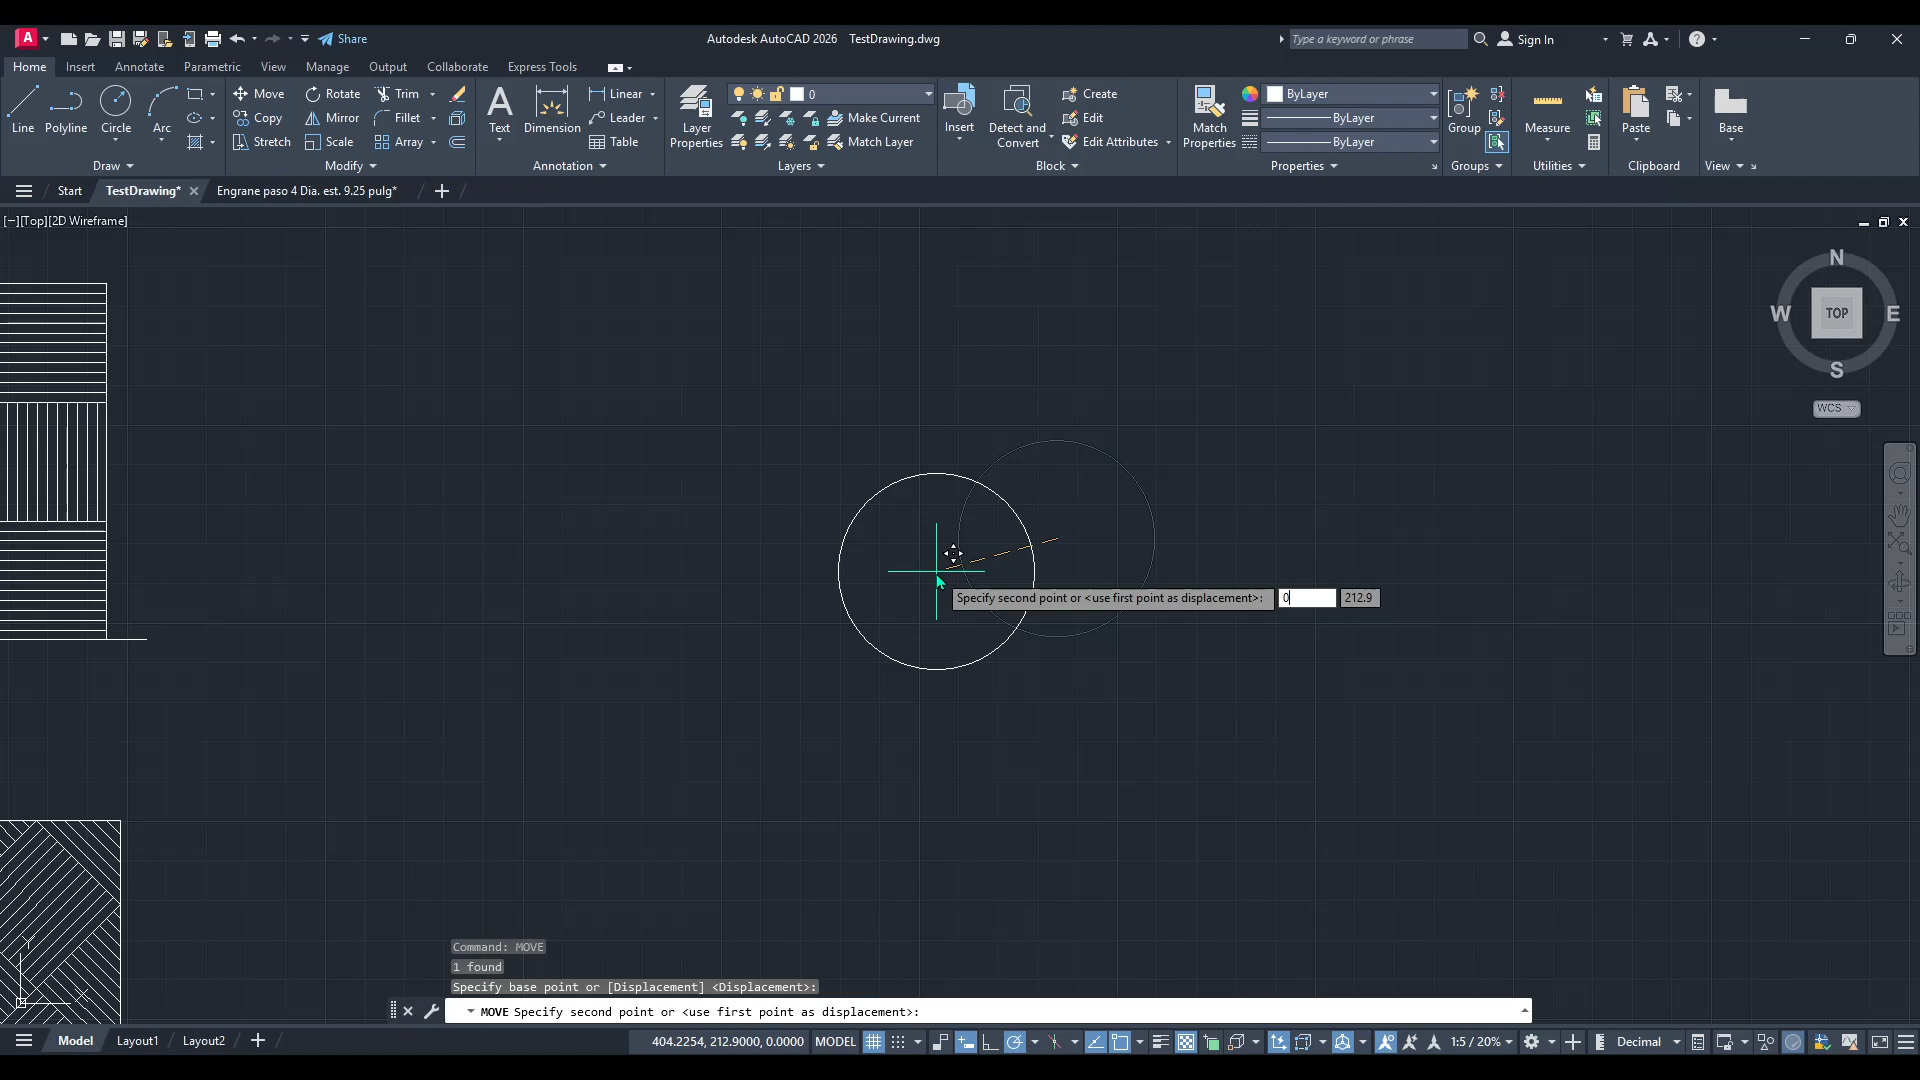 A Share Autodesk AutoCAD 2026 TestDrawing.dwg Type a keyword or phrase Sign In
Home Insert Annotate Parametric View Manage Output Collaborate Express Tools
Line Polyline Circle Arc
Move Rotate Trim
Copy Mirror Fillet
Stretch Scale Array
Text Dimension
Linear
Leader
Table
Layer Properties
0
Make Current
Match Layer
Insert Detect and Convert
Create
Edit
Edit Attributes
Match Properties
ByLayer
ByLayer
ByLayer
Group Measure Paste Base
Draw Modify Annotation Layers Block Properties Groups Utilities Clipboard View
Start TestDrawing* Engrane paso 4 Dia. est. 9.25 pulg*
[−][Top][2D Wireframe]
N
W TOP E
S
WCS
Specify second point or <use first point as displacement>: 0 212.9
Y
X
Command: MOVE
1 found
Specify base point or [Displacement] <Displacement>:
MOVE Specify second point or <use first point as displacement>:
Model Layout1 Layout2 404.2254, 212.9000, 0.0000 MODEL 1:5 / 20% Decimal